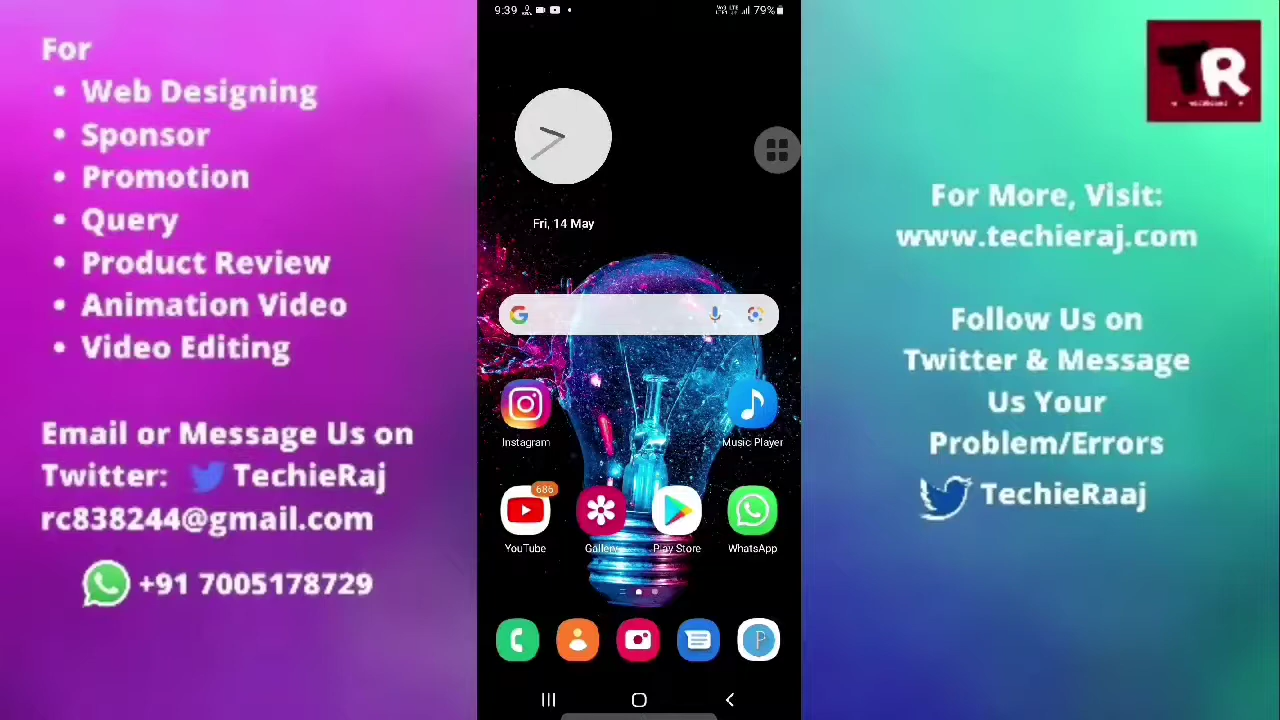 For
• Web Designing
• Sponsor
• Promotion
• Query
• Product Review
• Animation Video
• Video Editing
Email or Message Us on
Twitter: TechieRaj
rc838244@gmail.com
+91 7005178729
9:39
79%
Fri, 14 May
Instagram
Music Player
686
YouTube
Gallery
Play Store
WhatsApp
TR
For More, Visit:
www.techieraj.com
Follow Us on
Twitter & Message
Us Your
Problem/Errors
TechieRaaj